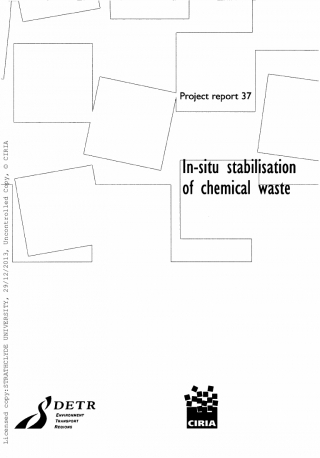 Project report 37
In-situ stabilisation
of chemical waste
Licensed copy:STRATHCLYDE UNIVERSITY, 29/12/2013, Uncontrolled Copy, © CIRIA
DETR
ENVIRONMENT
TRANSPORT
REGIONS
CIRIA